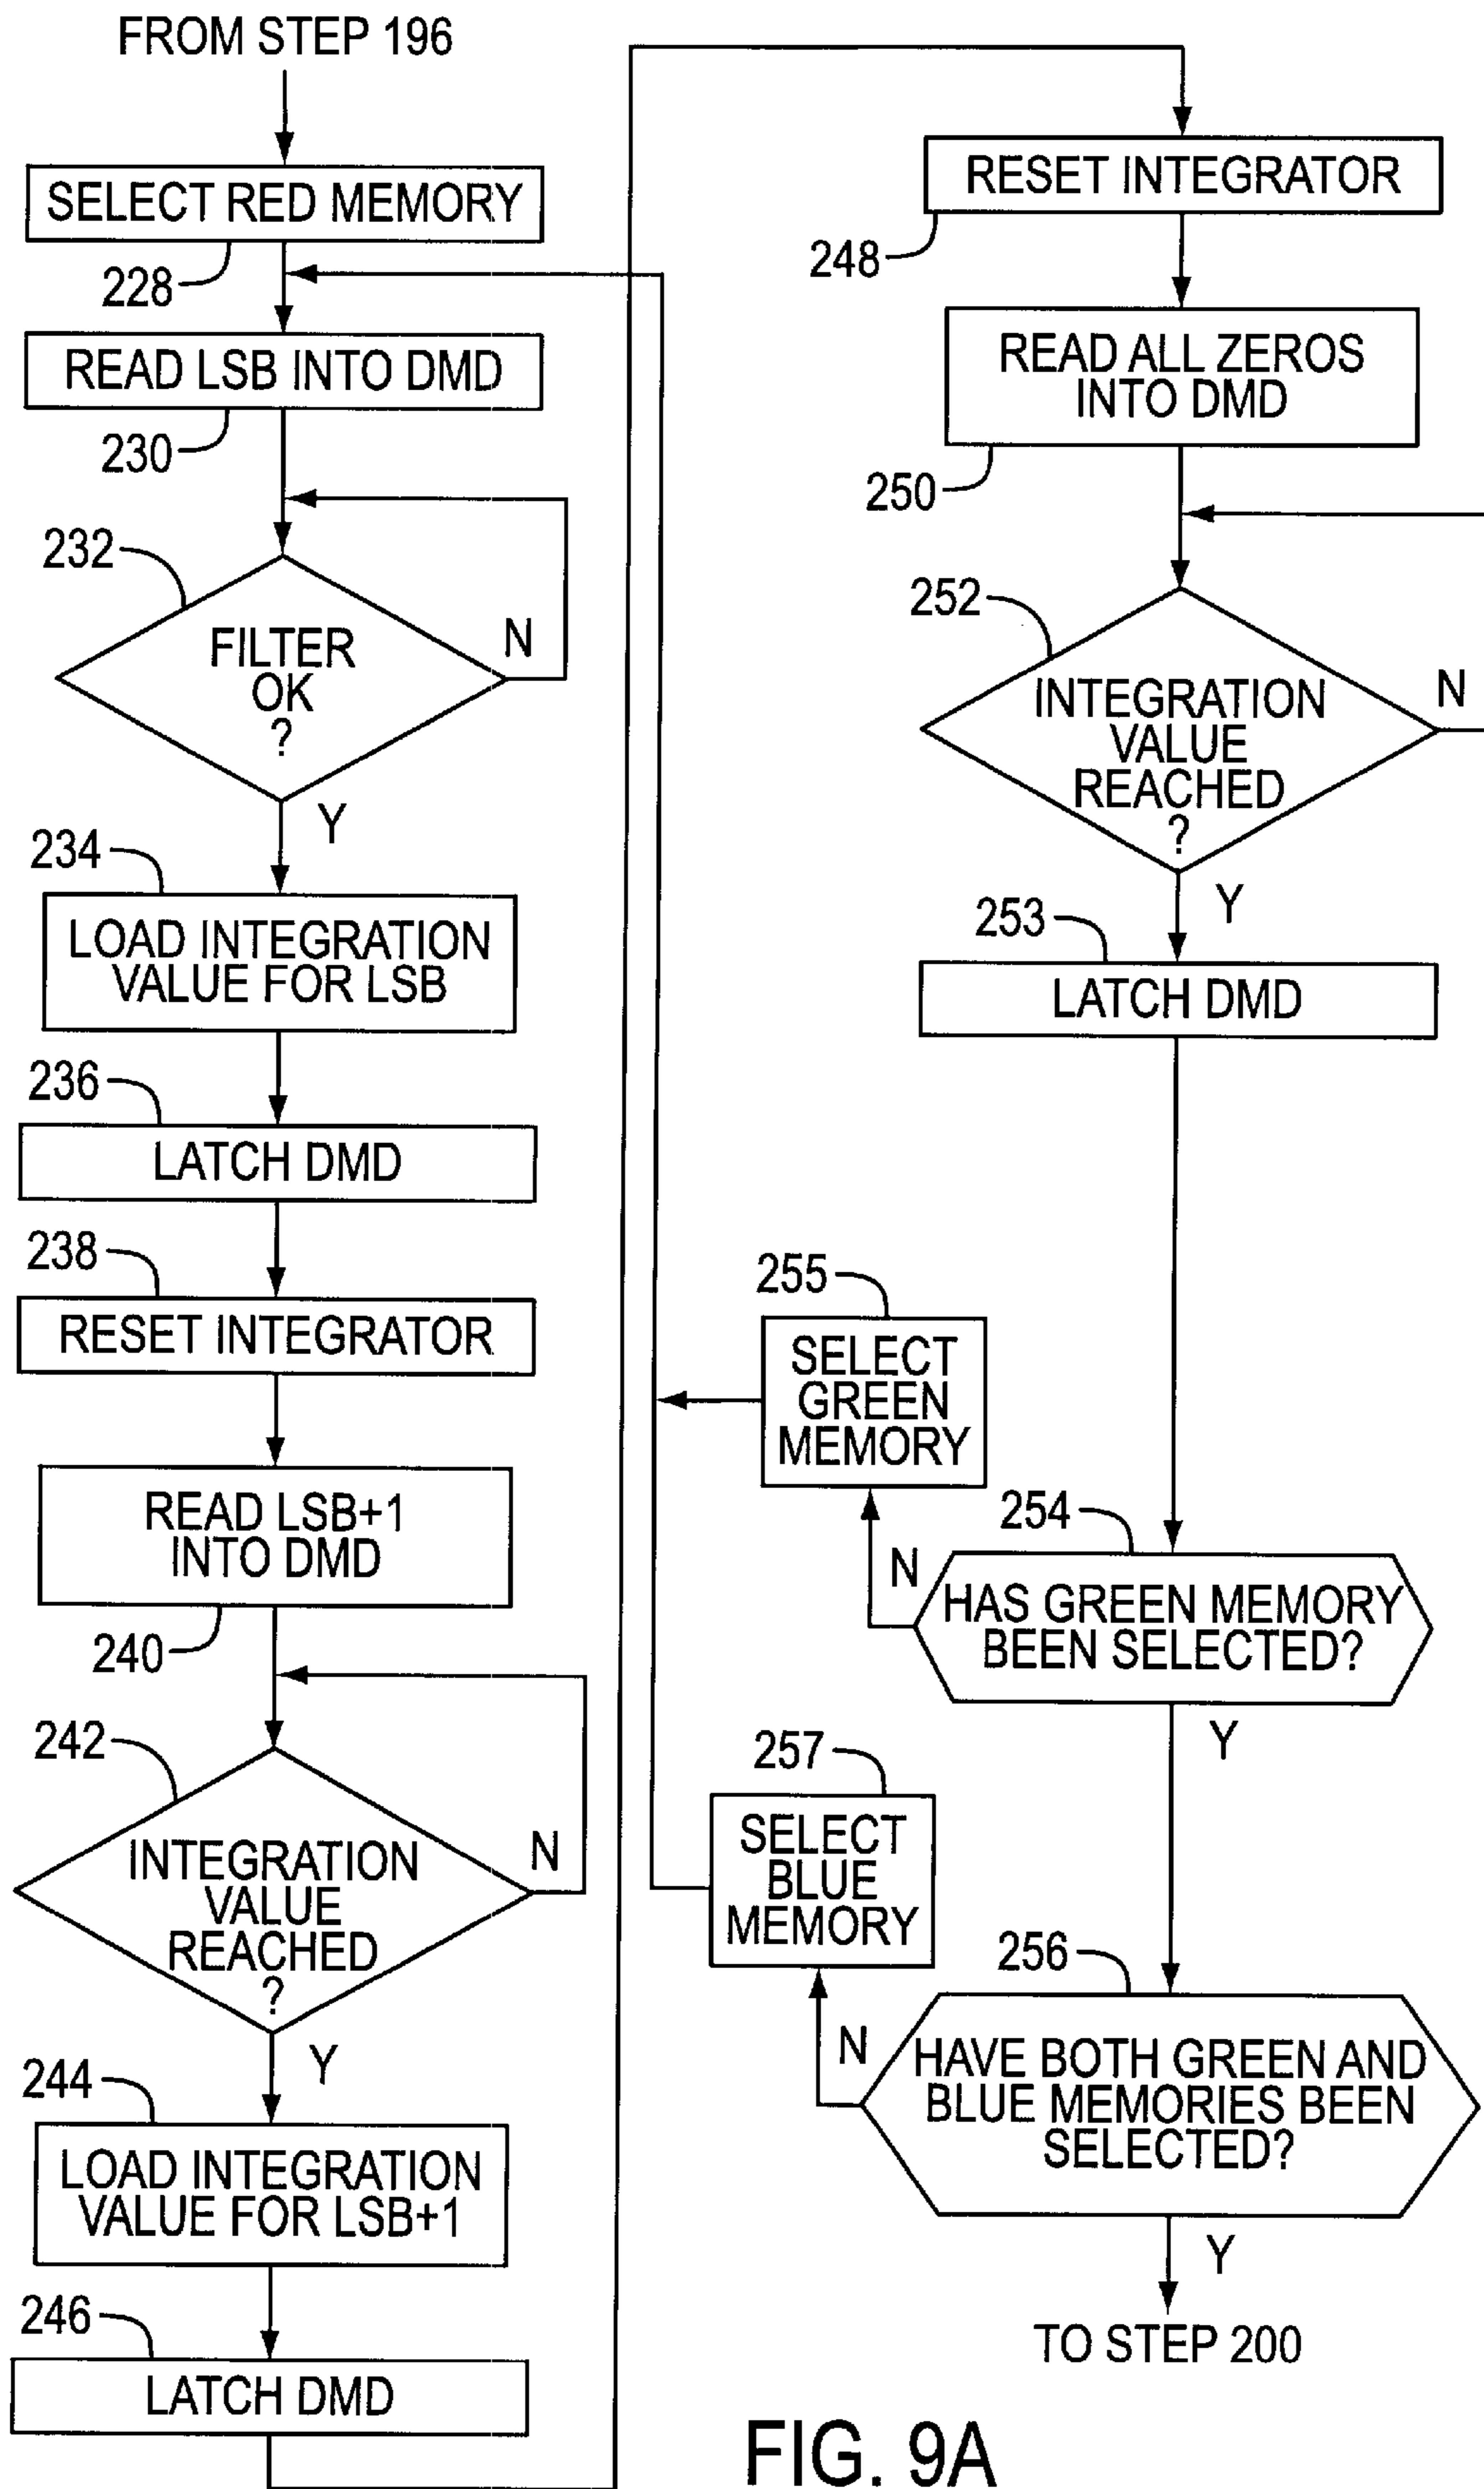 FROM STEP 196
SELECT RED MEMORY
228
READ LSB INTO DMD
230
232
FILTER
OK
?
N
Y
234
LOAD INTEGRATION
VALUE FOR LSB
236
LATCH DMD
238
RESET INTEGRATOR
READ LSB+1
INTO DMD
240
242
INTEGRATION
VALUE
REACHED
?
N
Y
244
LOAD INTEGRATION
VALUE FOR LSB+1
246
LATCH DMD
RESET INTEGRATOR
248
READ ALL ZEROS
INTO DMD
250
252
INTEGRATION
VALUE
REACHED
?
N
Y
253
LATCH DMD
255
SELECT
GREEN
MEMORY
254
N
HAS GREEN MEMORY
BEEN SELECTED?
Y
257
SELECT
BLUE
MEMORY
256
N
HAVE BOTH GREEN AND
BLUE MEMORIES BEEN
SELECTED?
Y
TO STEP 200
FIG. 9A